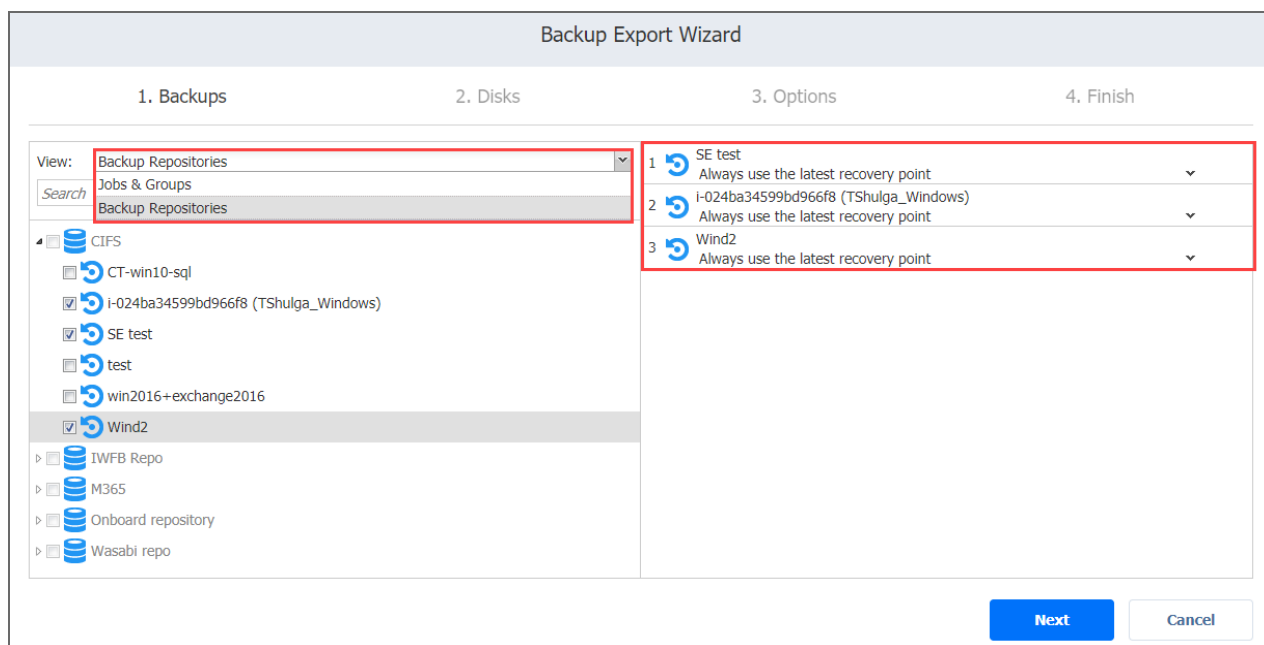 Backup Export Wizard
1. Backups
2. Disks
3. Options
4. Finish
View:
Backup Repositories
Search
Jobs & Groups
Backup Repositories
CIFS
CT-win10-sql
i-024ba34599bd966f8 (TShulga_Windows)
SE test
test
win2016+exchange2016
Wind2
IWFB Repo
M365
Onboard repository
Wasabi repo
1
SE test
Always use the latest recovery point
2
i-024ba34599bd966f8 (TShulga_Windows)
Always use the latest recovery point
3
Wind2
Always use the latest recovery point
Next
Cancel